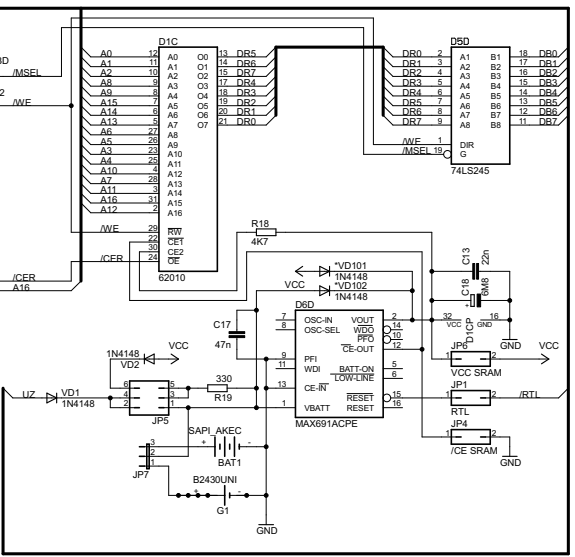 D1C
D5D
A0 12 A0 O0 13 DR5
A1 11 A1 O1 14 DR6
A2 10 A2 O2 15 DR7
A8 9 A3 O3 17 DR4
A9 8 A4 O4 18 DR3
A15 7 A5 O5 19 DR2
A14 6 A6 O6 20 DR1
A13 5 A7 O7 21 DR0
A6 27 A8
A5 26 A9
A3 23 A10
A4 25 A11
A10 4 A12
A7 28 A13
A11 3 A14
A16 31 A15
A12 2 A16
/WE 29 RW
22 CE1
30 CE2
/CER 24 OE
62010
DR0 2 A1 B1 18 DB0
DR1 3 A2 B2 17 DB1
DR2 4 A3 B3 16 DB2
DR3 5 A4 B4 15 DB3
DR4 6 A5 B5 14 DB4
DR5 7 A6 B6 13 DB5
DR6 8 A7 B7 12 DB6
DR7 9 A8 B8 11 DB7
/WE 1 DIR
/MSEL 19 G
74LS245
/MSEL
/WE
/CER
A16
R18
4K7
*VD101
1N4148
VCC
*VD102
1N4148
C13
22n
C18
6M8
+
D1CP
32 VCC GND 16
GND
D6D
7 OSC-IN VOUT 2
8 OSC-SEL WDO 14
PFO 10
CE-OUT 12
9 PFI
11 WDI BATT-ON 5
LOW-LINE 6
13 CE-IN
RESET 15
1 VBATT RESET 16
MAX691ACPE
C17
47n
JP6
1 2
VCC SRAM
VCC
JP1
1 2
RTL
/RTL
JP4
1 2
/CE SRAM
GND
1N4148
VD2
VCC
UZ
VD1
1N4148
6 5
4 3
2 1
JP5
330
R19
SAPI_AKEC
+ -
BAT1
3
2
1
JP7
B2430UNI
+ -
G1
GND